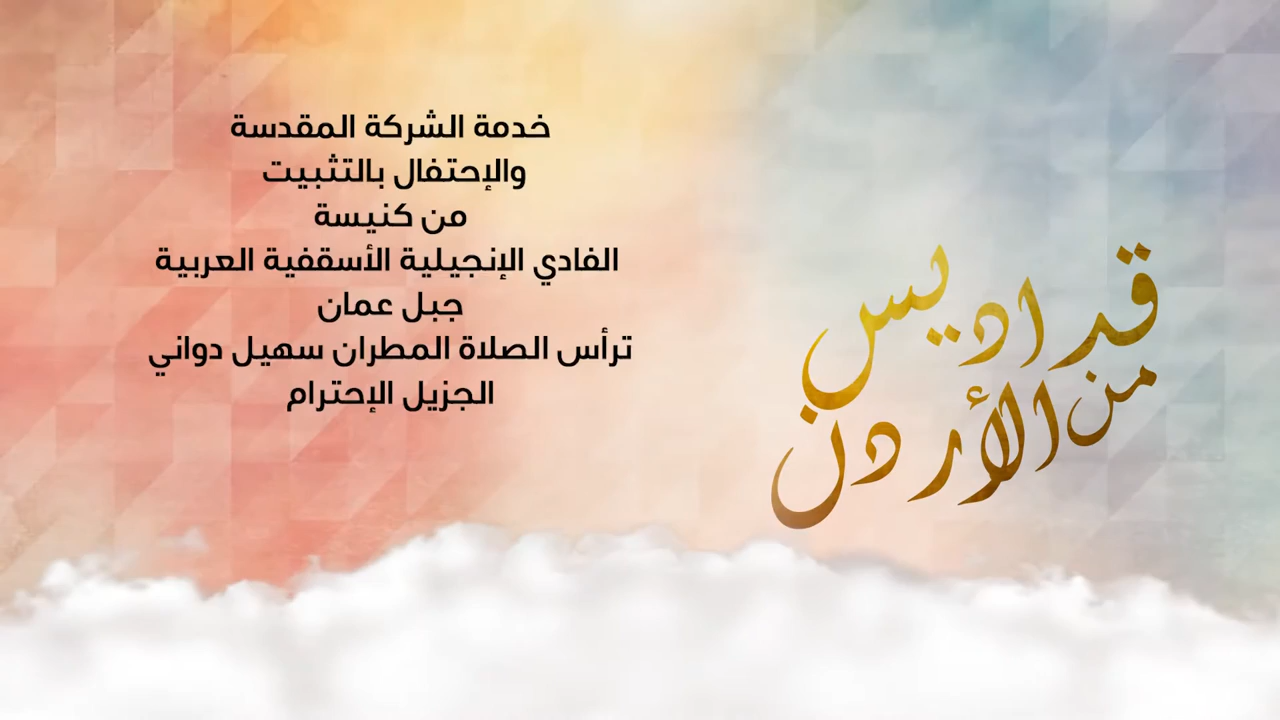 خدمة الشركة المقدسة
والإحتفال بالتثبيت
من كنيسة
الفادي الإنجيلية الأسقفية العربية
جبل عمان
ترأس الصلاة المطران سهيل دواني
الجزيل الإحترام
قداديس
من الأردن